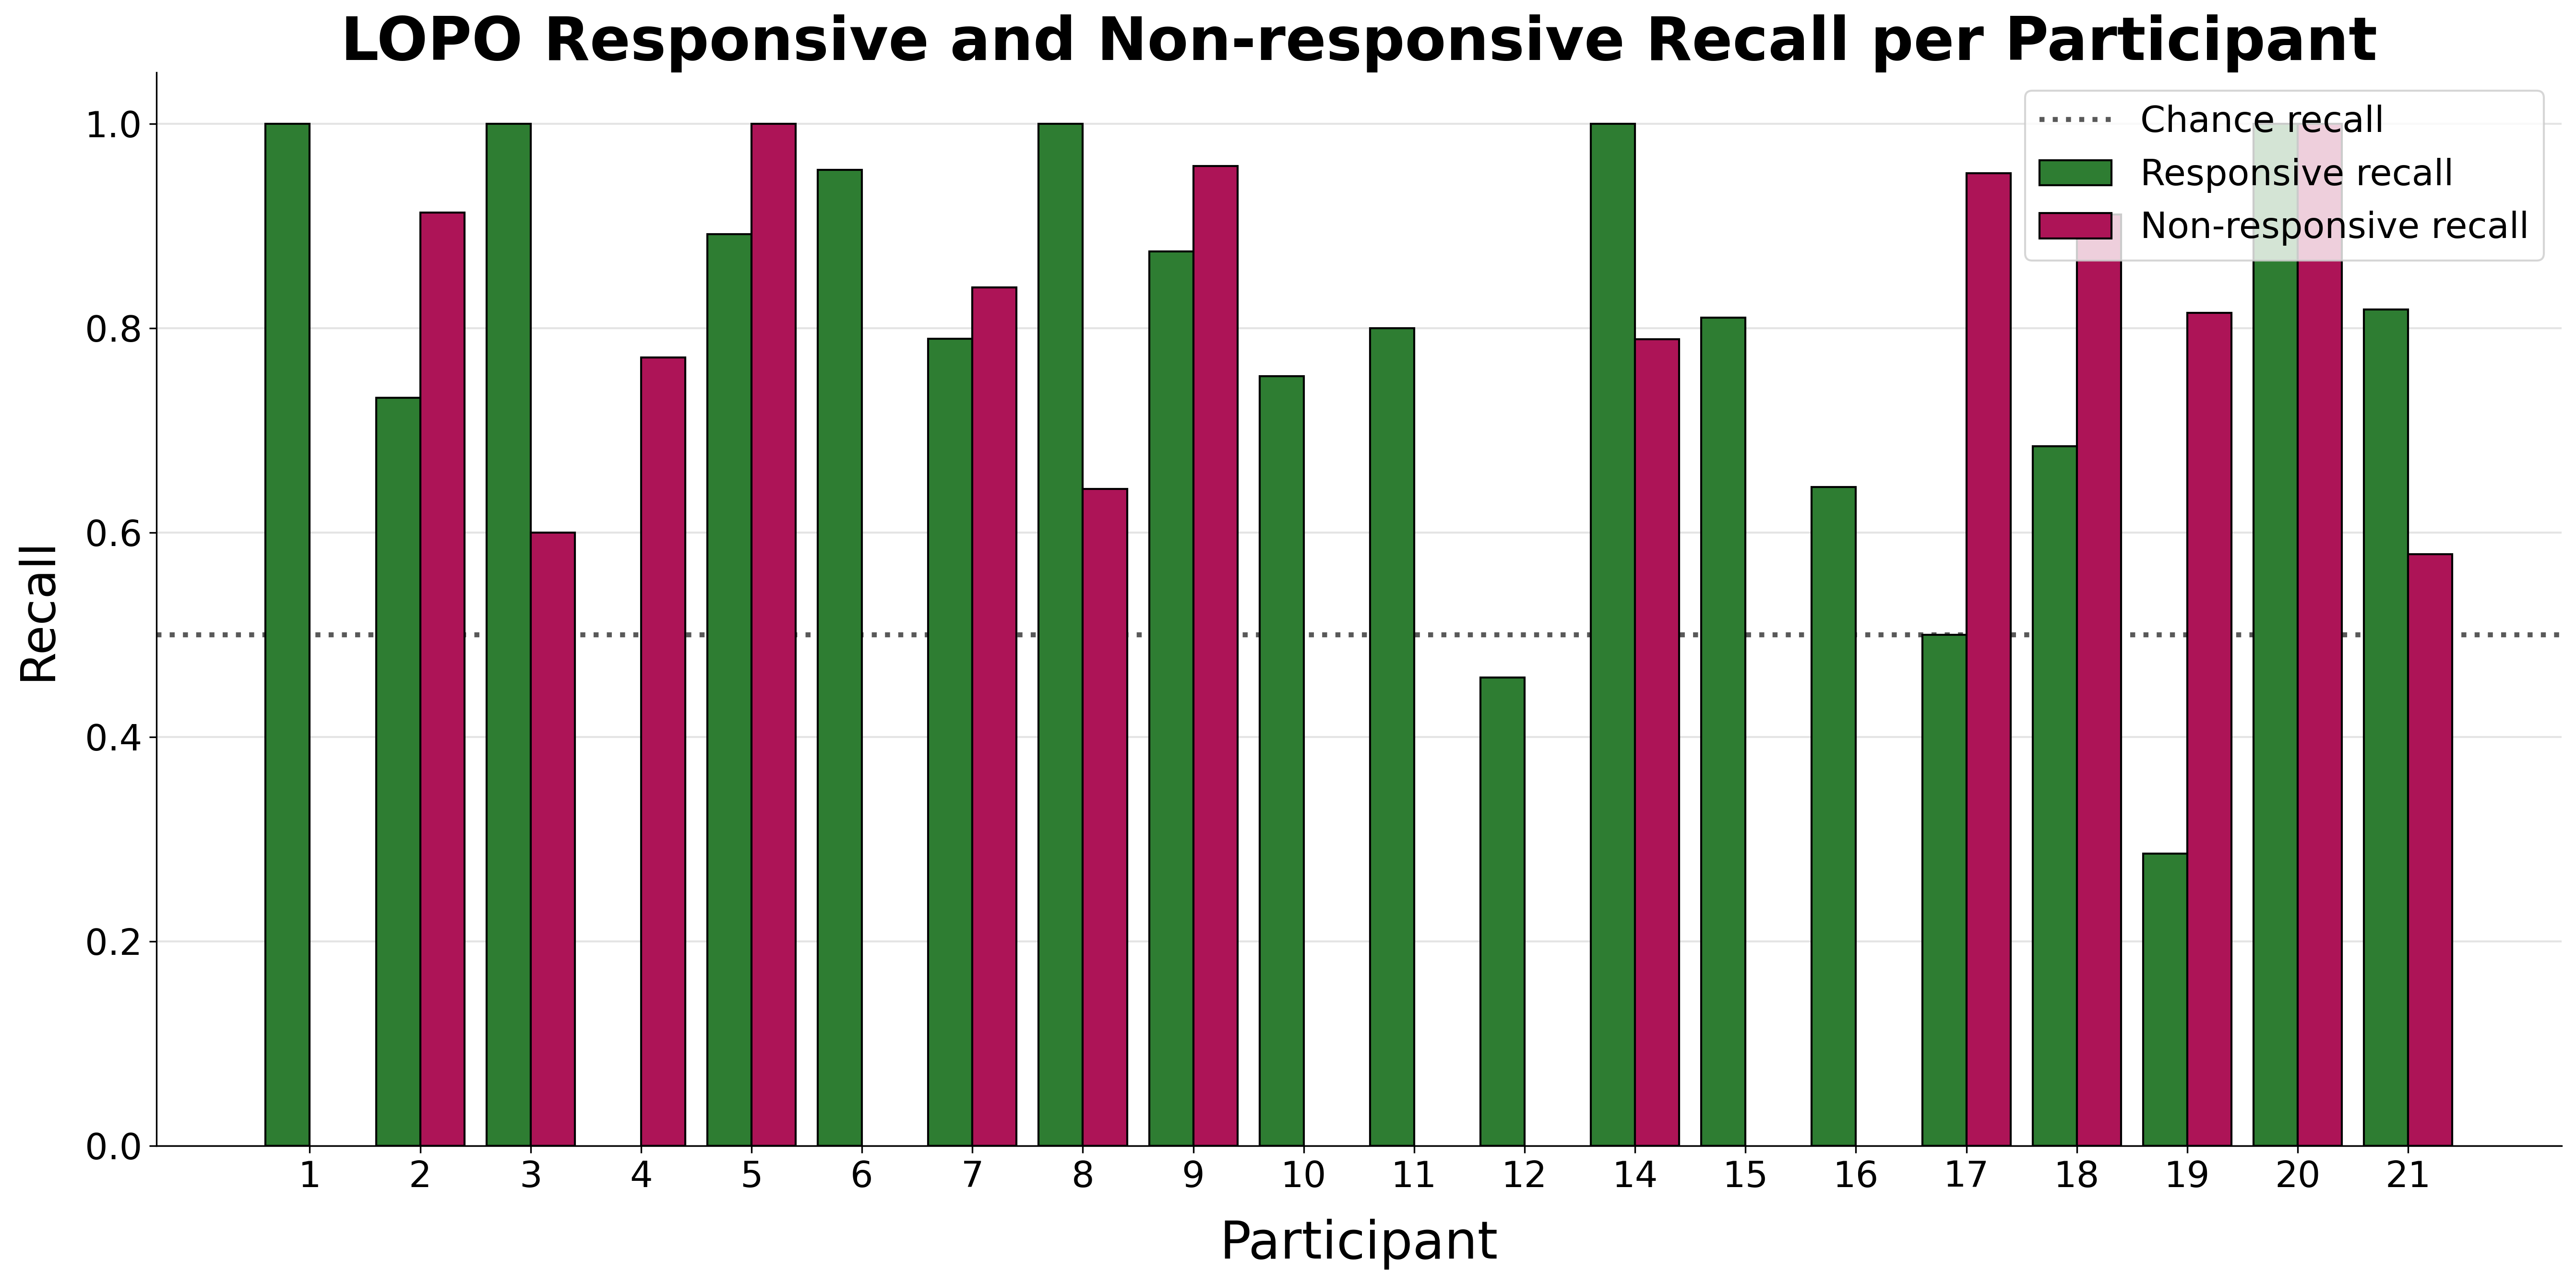 LOPO Responsive and Non-responsive Recall per Participant
Chance recall
Responsive recall
Non-responsive recall
1.0
0.8
0.6
0.4
0.2
0.0
Recall
1 2 3 4 5 6 7 8 9 10 11 12 14 15 16 17 18 19 20 21
Participant